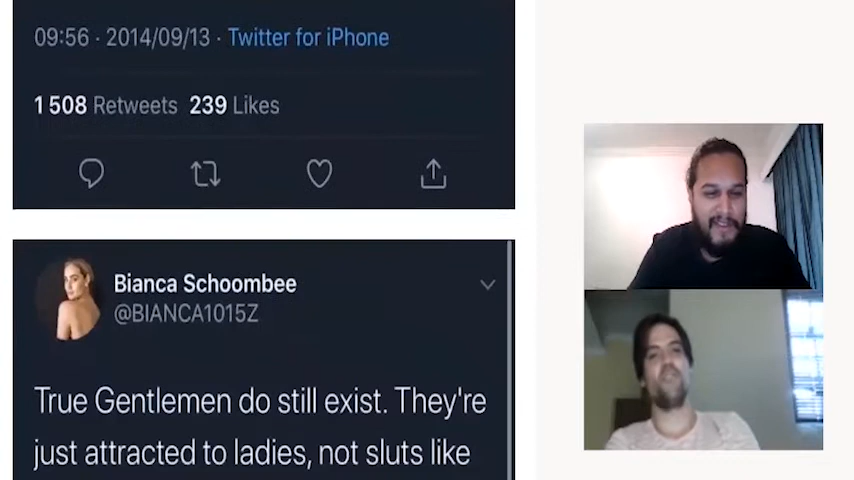 09:56 · 2014/09/13 · Twitter for iPhone
1 508 Retweets 239 Likes
Bianca Schoombee
@BIANCA1015Z
True Gentlemen do still exist. They're
just attracted to ladies, not sluts like